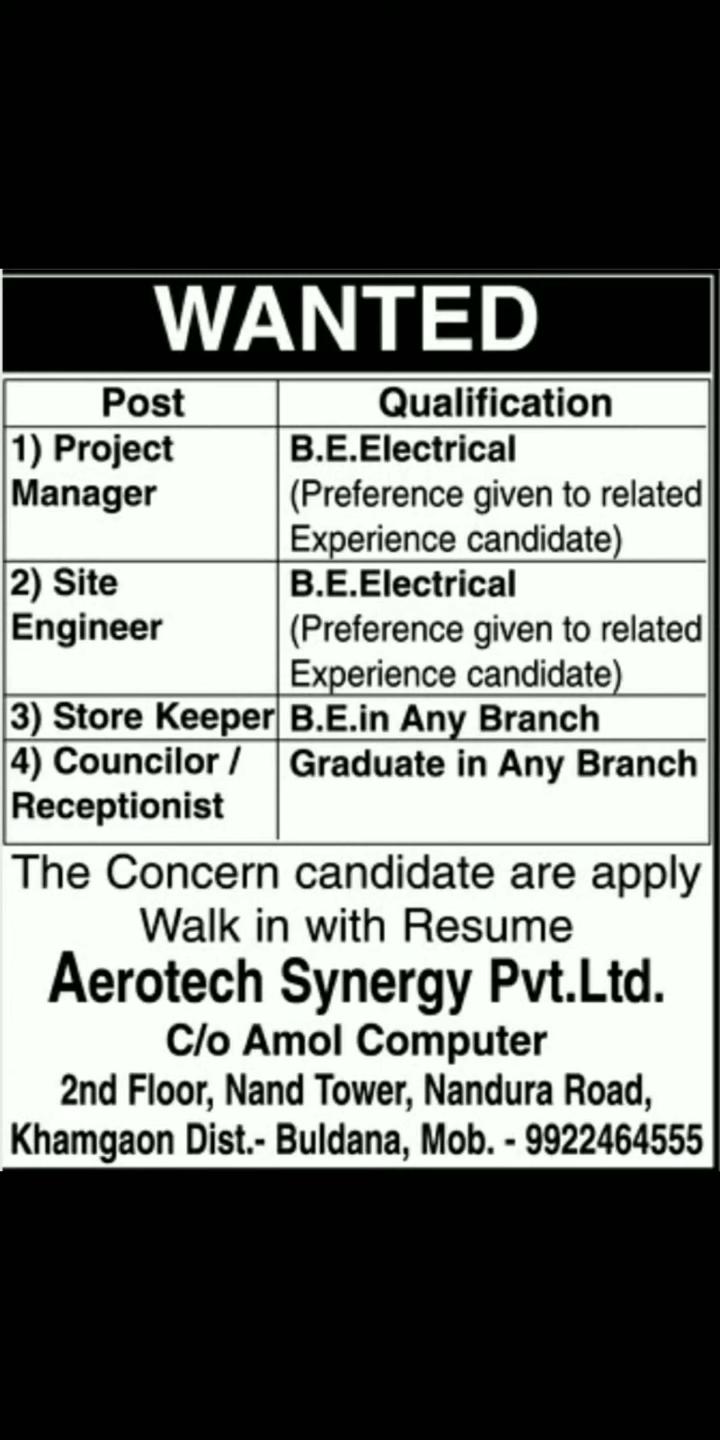 WANTED
Post Qualification
1) Project B.E.Electrical
Manager (Preference given to related
Experience candidate)
2) Site B.E.Electrical
Engineer (Preference given to related
Experience candidate)
3) Store Keeper B.E.in Any Branch
4) Councilor / Graduate in Any Branch
Receptionist
The Concern candidate are apply
Walk in with Resume
Aerotech Synergy Pvt.Ltd.
C/o Amol Computer
2nd Floor, Nand Tower, Nandura Road,
Khamgaon Dist.- Buldana, Mob. - 9922464555